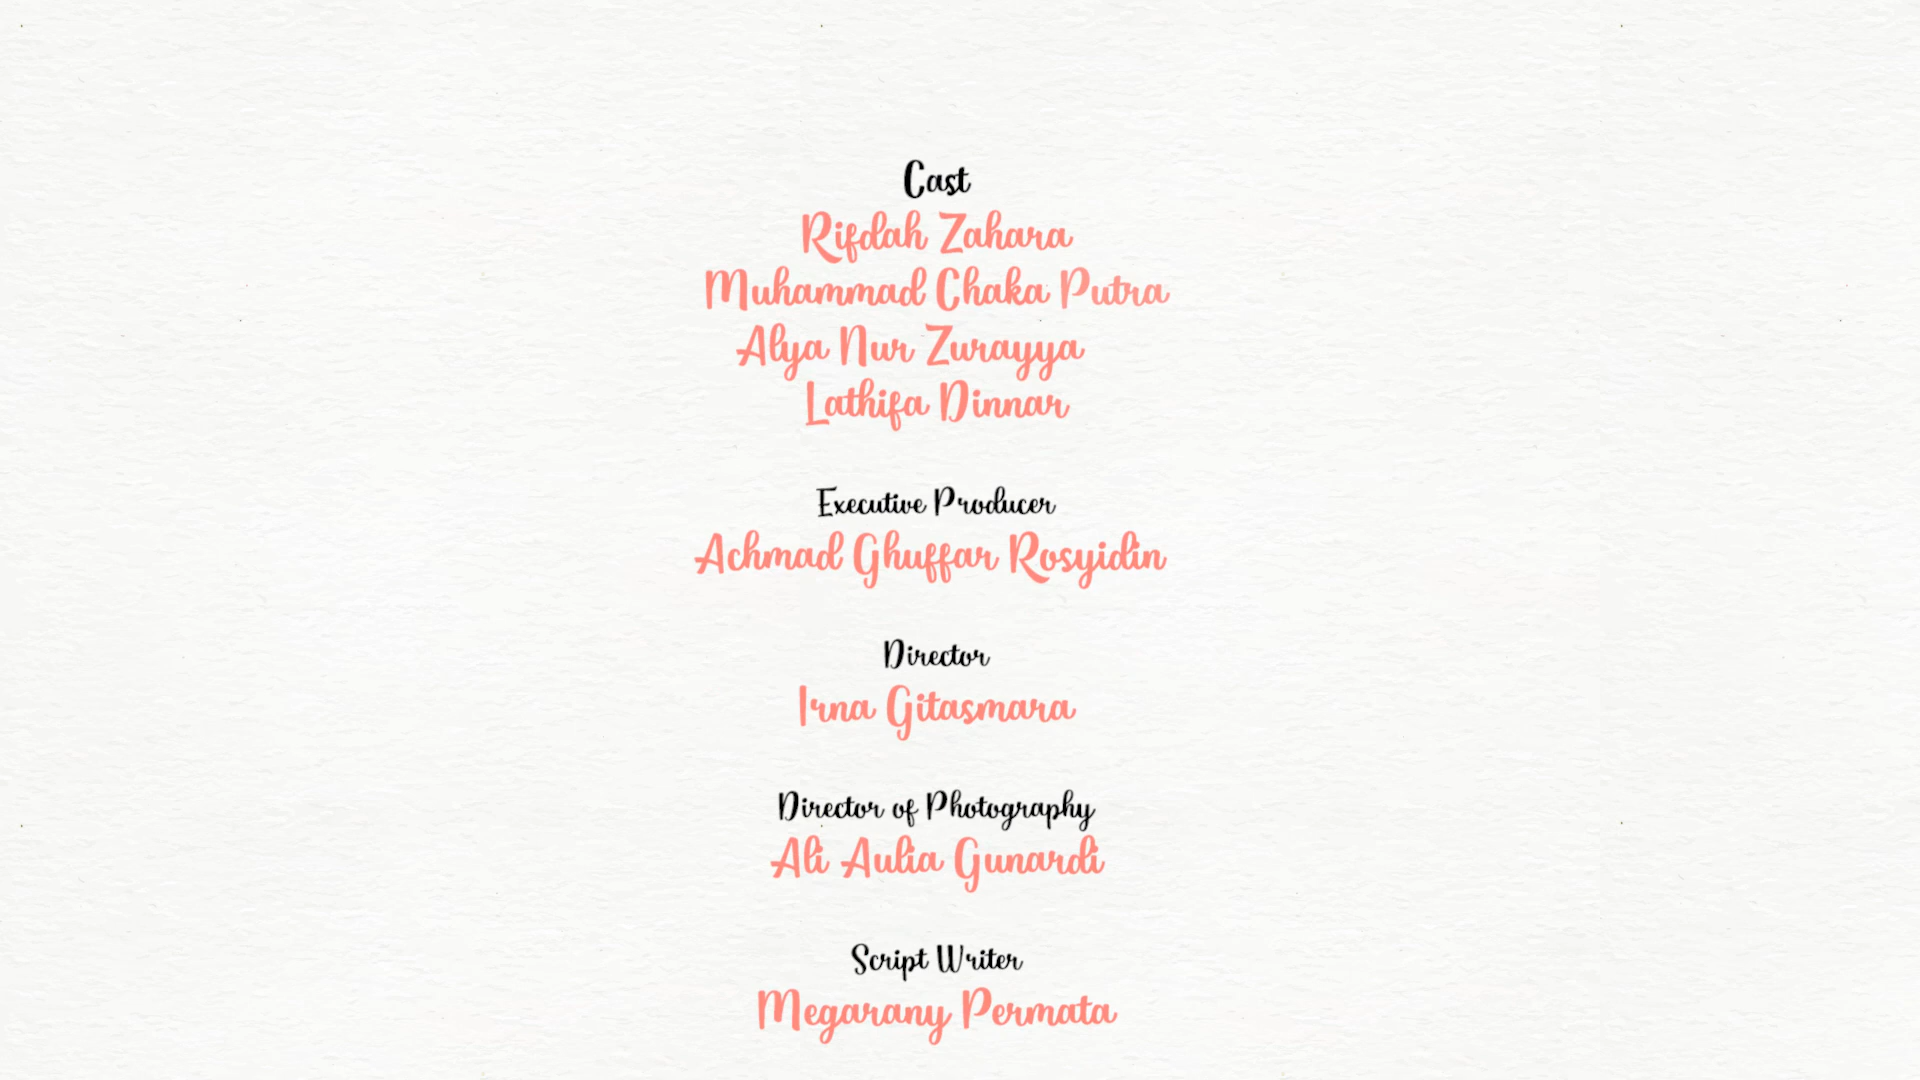 Cast
Rifdah Zahara
Muhammad Chaka Putra
Alya Nur Zurayya
Lathifa Dinnar
Executive Producer
Achmad Ghuffar Rosyidin
Director
Irna Gitasmara
Director of Photography
Ali Aulia Gunardi
Script Writer
Megarany Permata